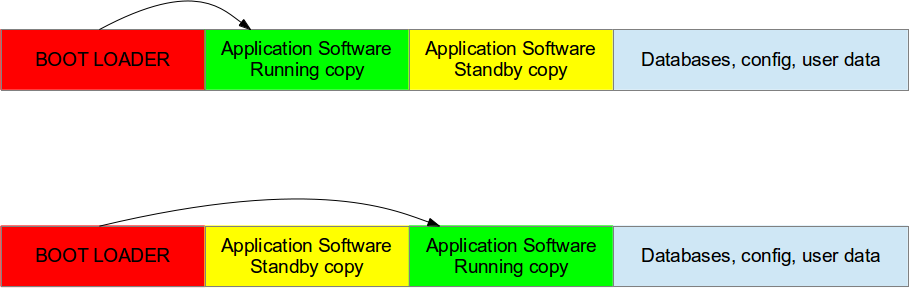 BOOT LOADER
Application Software
Running copy
Application Software
Standby copy
Databases, config, user data
BOOT LOADER
Application Software
Standby copy
Application Software
Running copy
Databases, config, user data